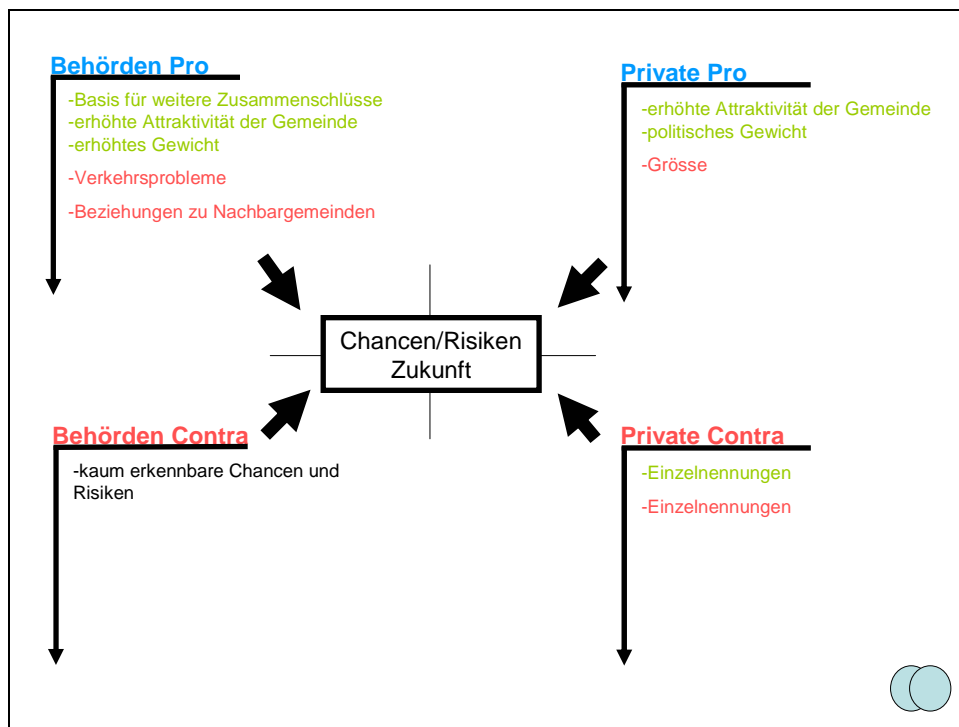 Behörden Pro
-Basis für weitere Zusammenschlüsse
-erhöhte Attraktivität der Gemeinde
-erhöhtes Gewicht
-Verkehrsprobleme
-Beziehungen zu Nachbargemeinden
Private Pro
-erhöhte Attraktivität der Gemeinde
-politisches Gewicht
-Grösse
Chancen/Risiken
Zukunft
Behörden Contra
-kaum erkennbare Chancen und
Risiken
Private Contra
-Einzelnennungen
-Einzelnennungen